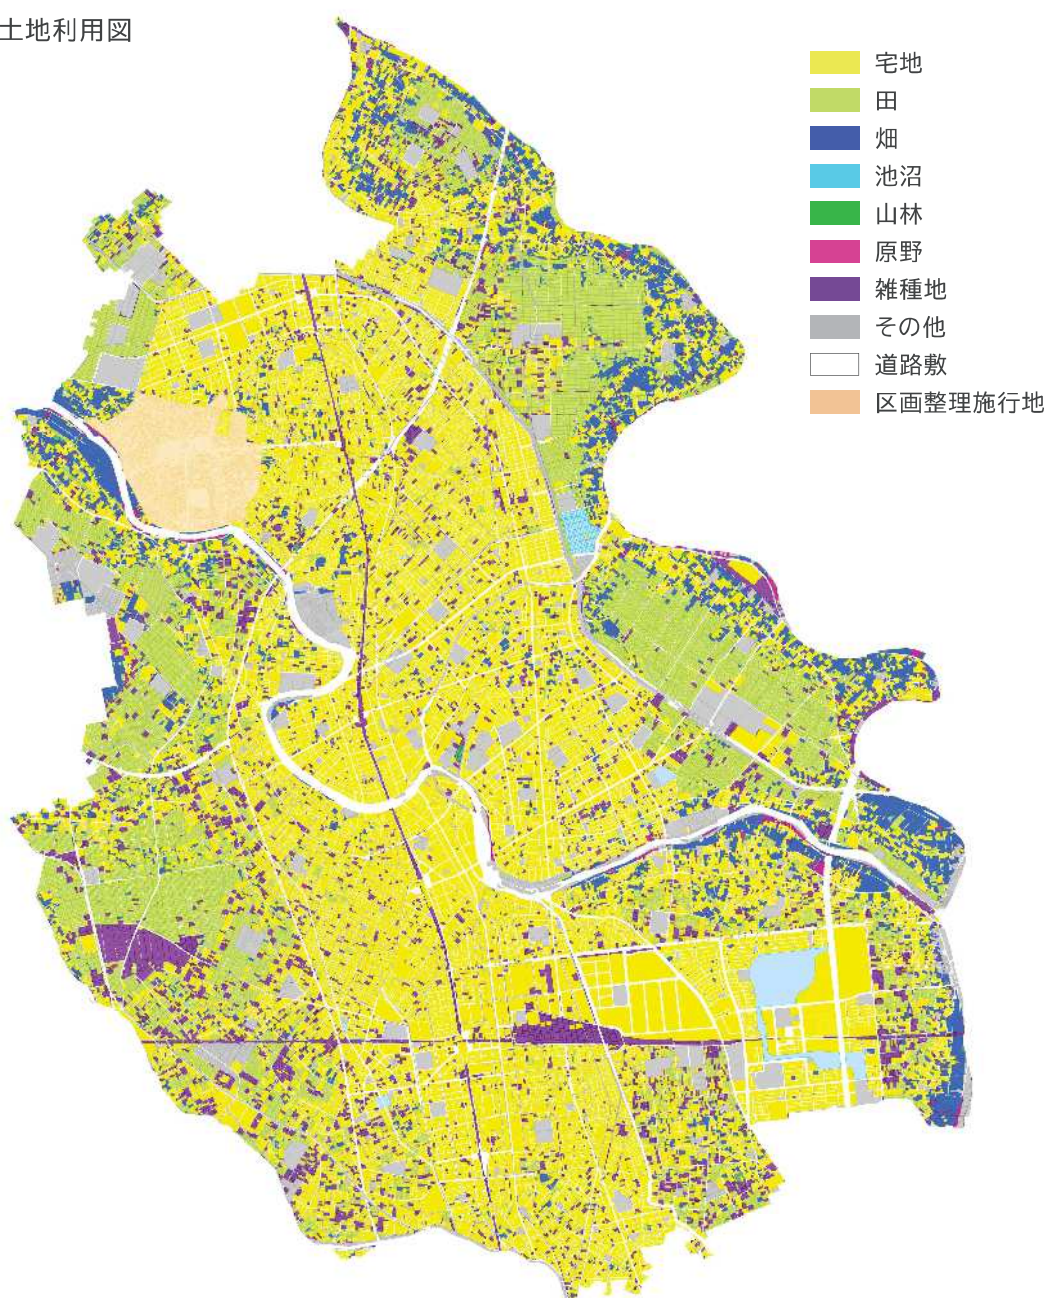 土地利用図
宅地
田
畑
池沼
山林
原野
雑種地
その他
道路敷
区画整理施行地